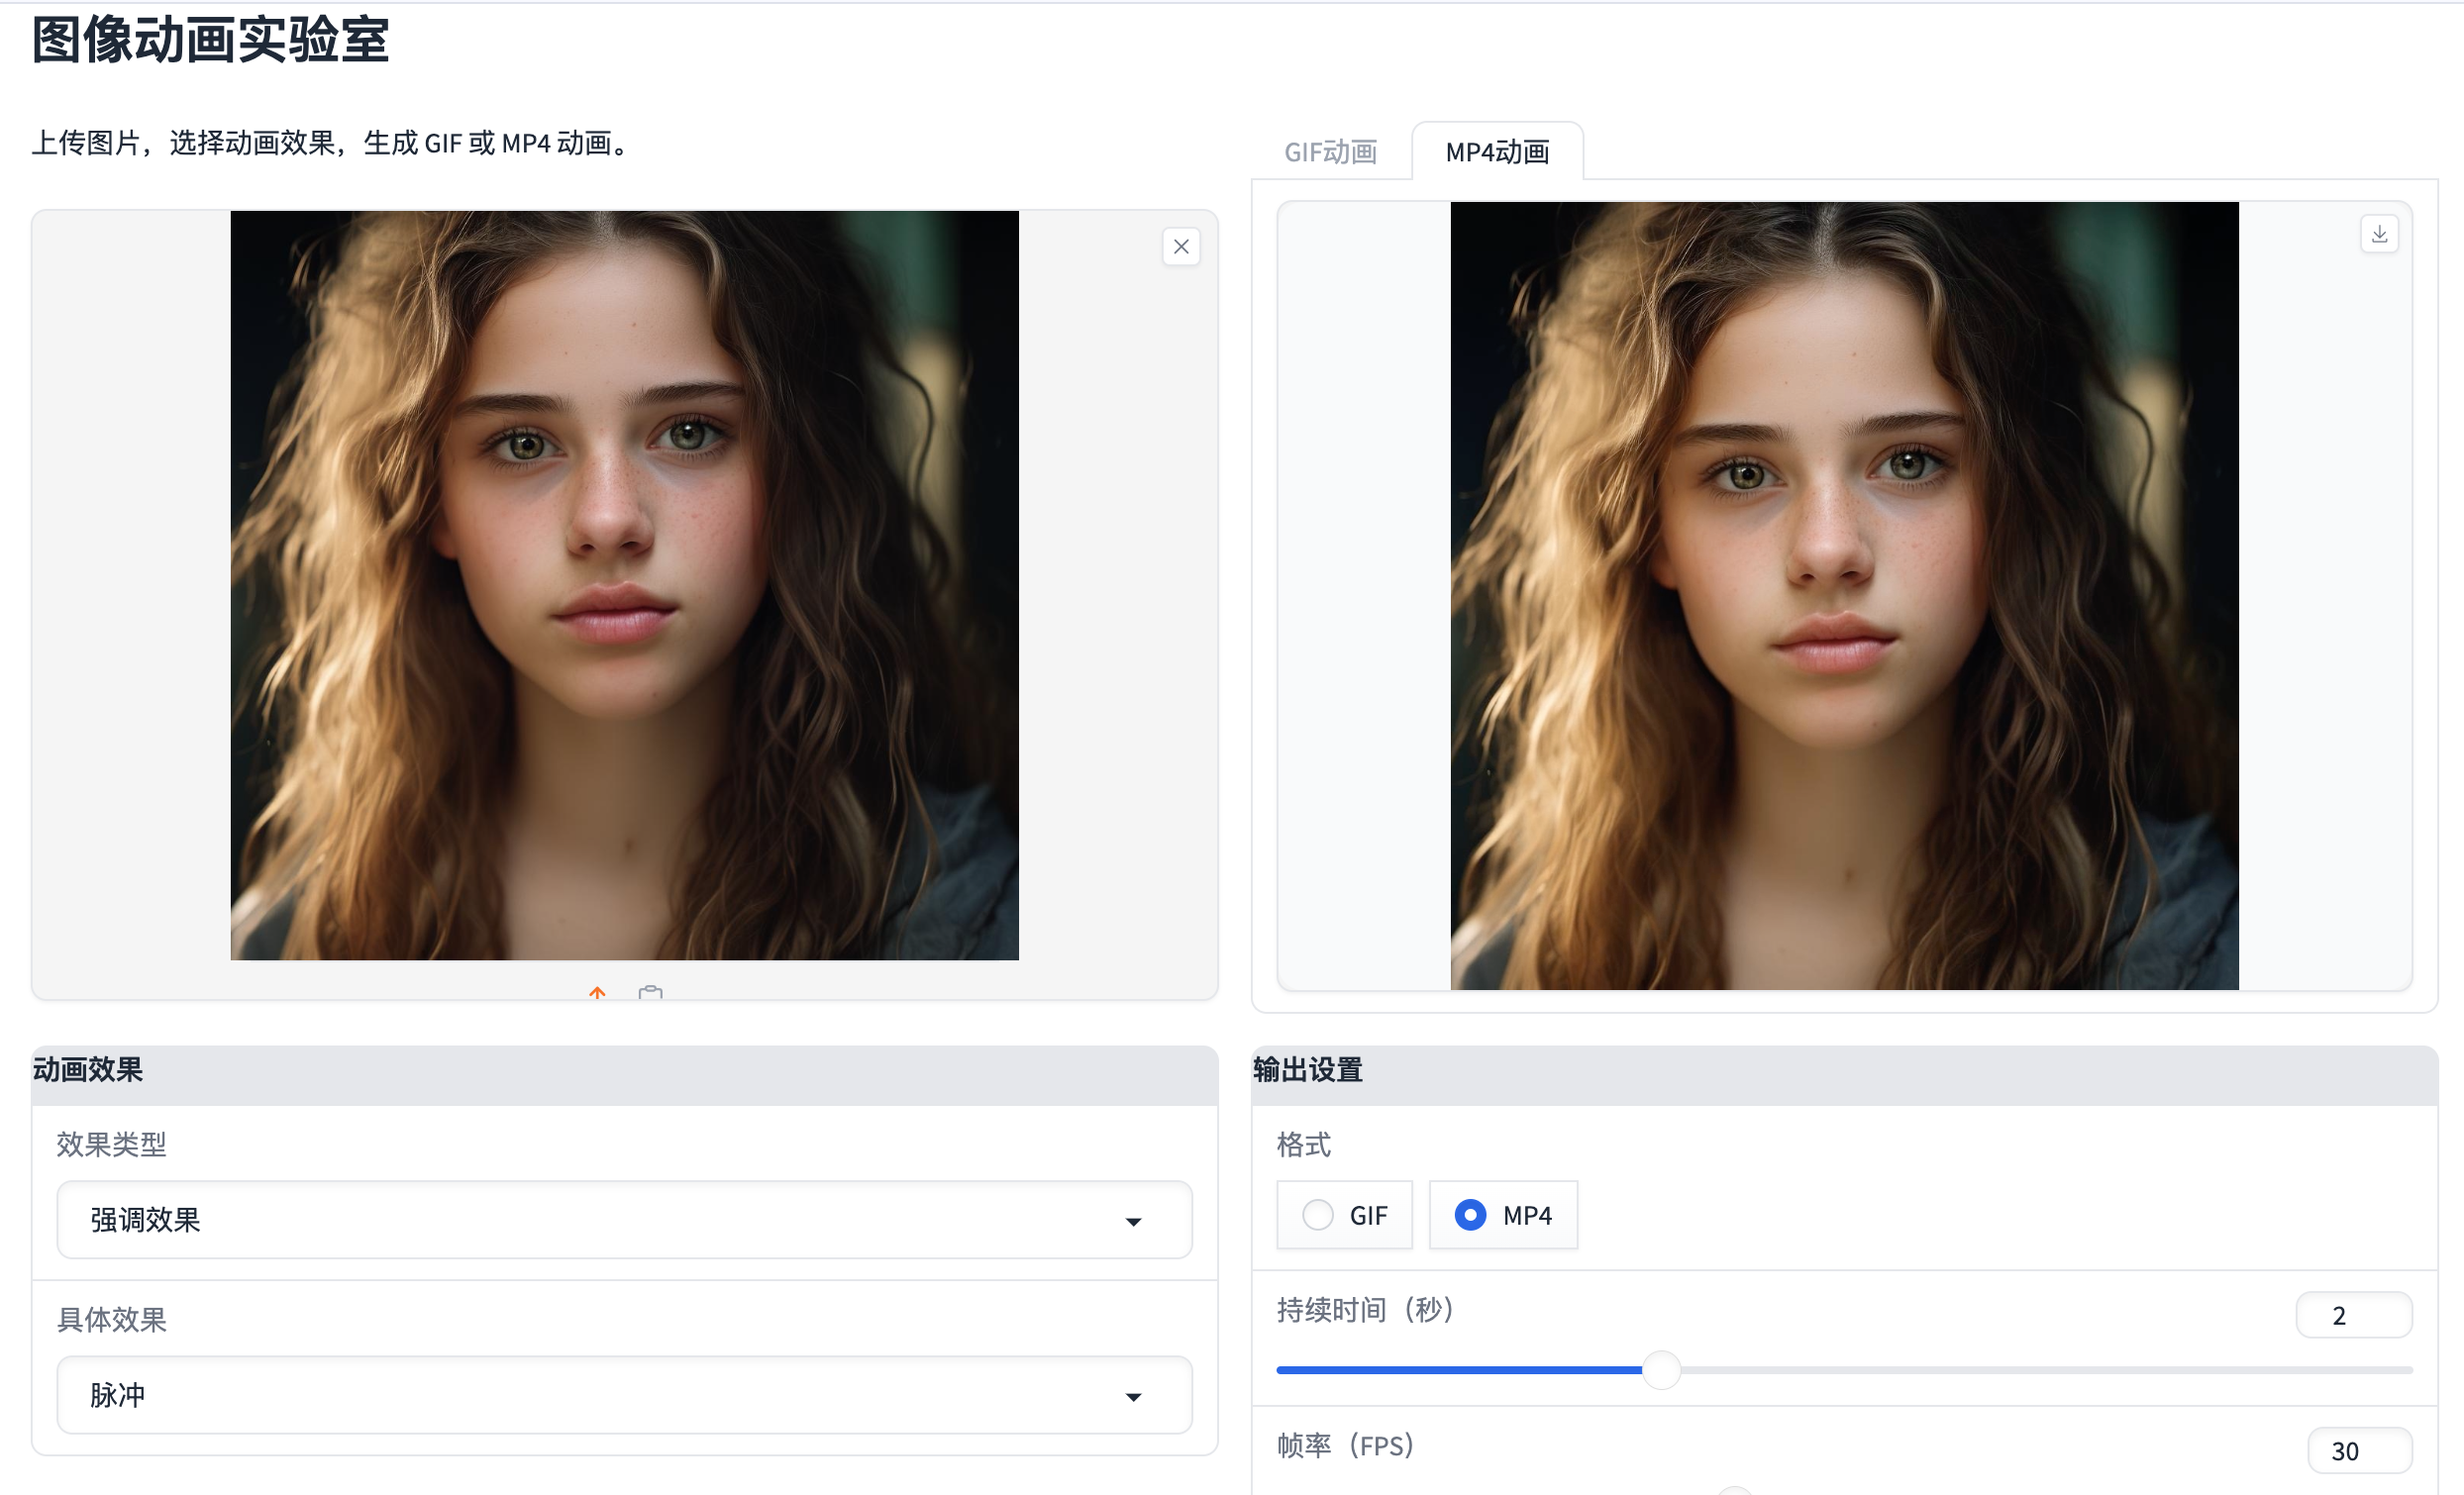 图像动画实验室
上传图片，选择动画效果，生成 GIF 或 MP4 动画。
GIF动画
MP4动画
动画效果
效果类型
强调效果
具体效果
脉冲
输出设置
格式
GIF
MP4
持续时间（秒）
2
帧率（FPS）
30